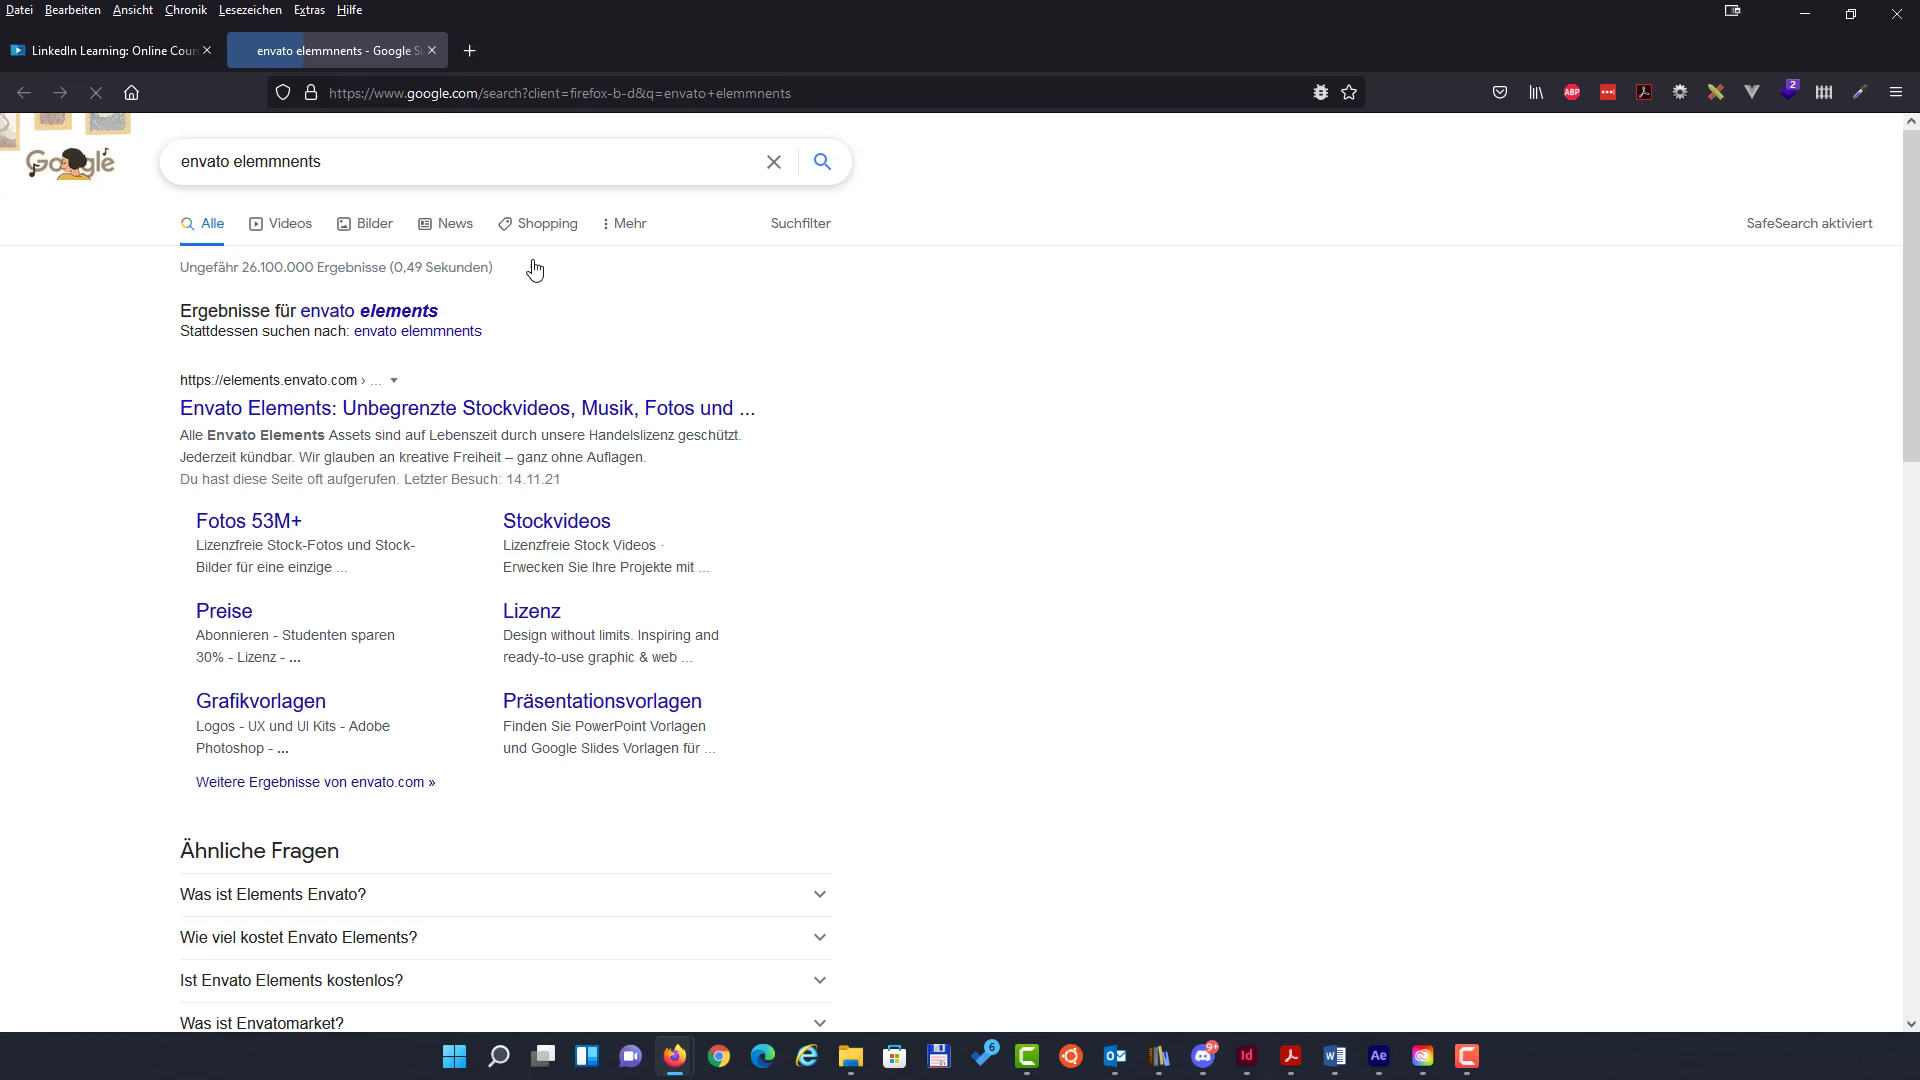 Datei Bearbeiten Ansicht Chronik Lesezeichen Extras Hilfe
LinkedIn Learning: Online Cour
envato elemmnents - Google S
https://www.google.com/search?client=firefox-b-d&q=envato+elemmnents
ABP
2
Google
envato elemmnents
Alle Videos Bilder News Shopping Mehr Suchfilter SafeSearch aktiviert
Ungefähr 26.100.000 Ergebnisse (0,49 Sekunden)
Ergebnisse für envato elements
Stattdessen suchen nach: envato elemmnents
https://elements.envato.com › ...
Envato Elements: Unbegrenzte Stockvideos, Musik, Fotos und ...
Alle Envato Elements Assets sind auf Lebenszeit durch unsere Handelslizenz geschützt.
Jederzeit kündbar. Wir glauben an kreative Freiheit – ganz ohne Auflagen.
Du hast diese Seite oft aufgerufen. Letzter Besuch: 14.11.21
Fotos 53M+
Lizenzfreie Stock-Fotos und Stock-
Bilder für eine einzige ...
Stockvideos
Lizenzfreie Stock Videos ·
Erwecken Sie Ihre Projekte mit ...
Preise
Abonnieren - Studenten sparen
30% - Lizenz - ...
Lizenz
Design without limits. Inspiring and
ready-to-use graphic & web ...
Grafikvorlagen
Logos - UX und UI Kits - Adobe
Photoshop - ...
Präsentationsvorlagen
Finden Sie PowerPoint Vorlagen
und Google Slides Vorlagen für ...
Weitere Ergebnisse von envato.com »
Ähnliche Fragen
Was ist Elements Envato?
Wie viel kostet Envato Elements?
Ist Envato Elements kostenlos?
Was ist Envatomarket?
6
9+
Id
Ae